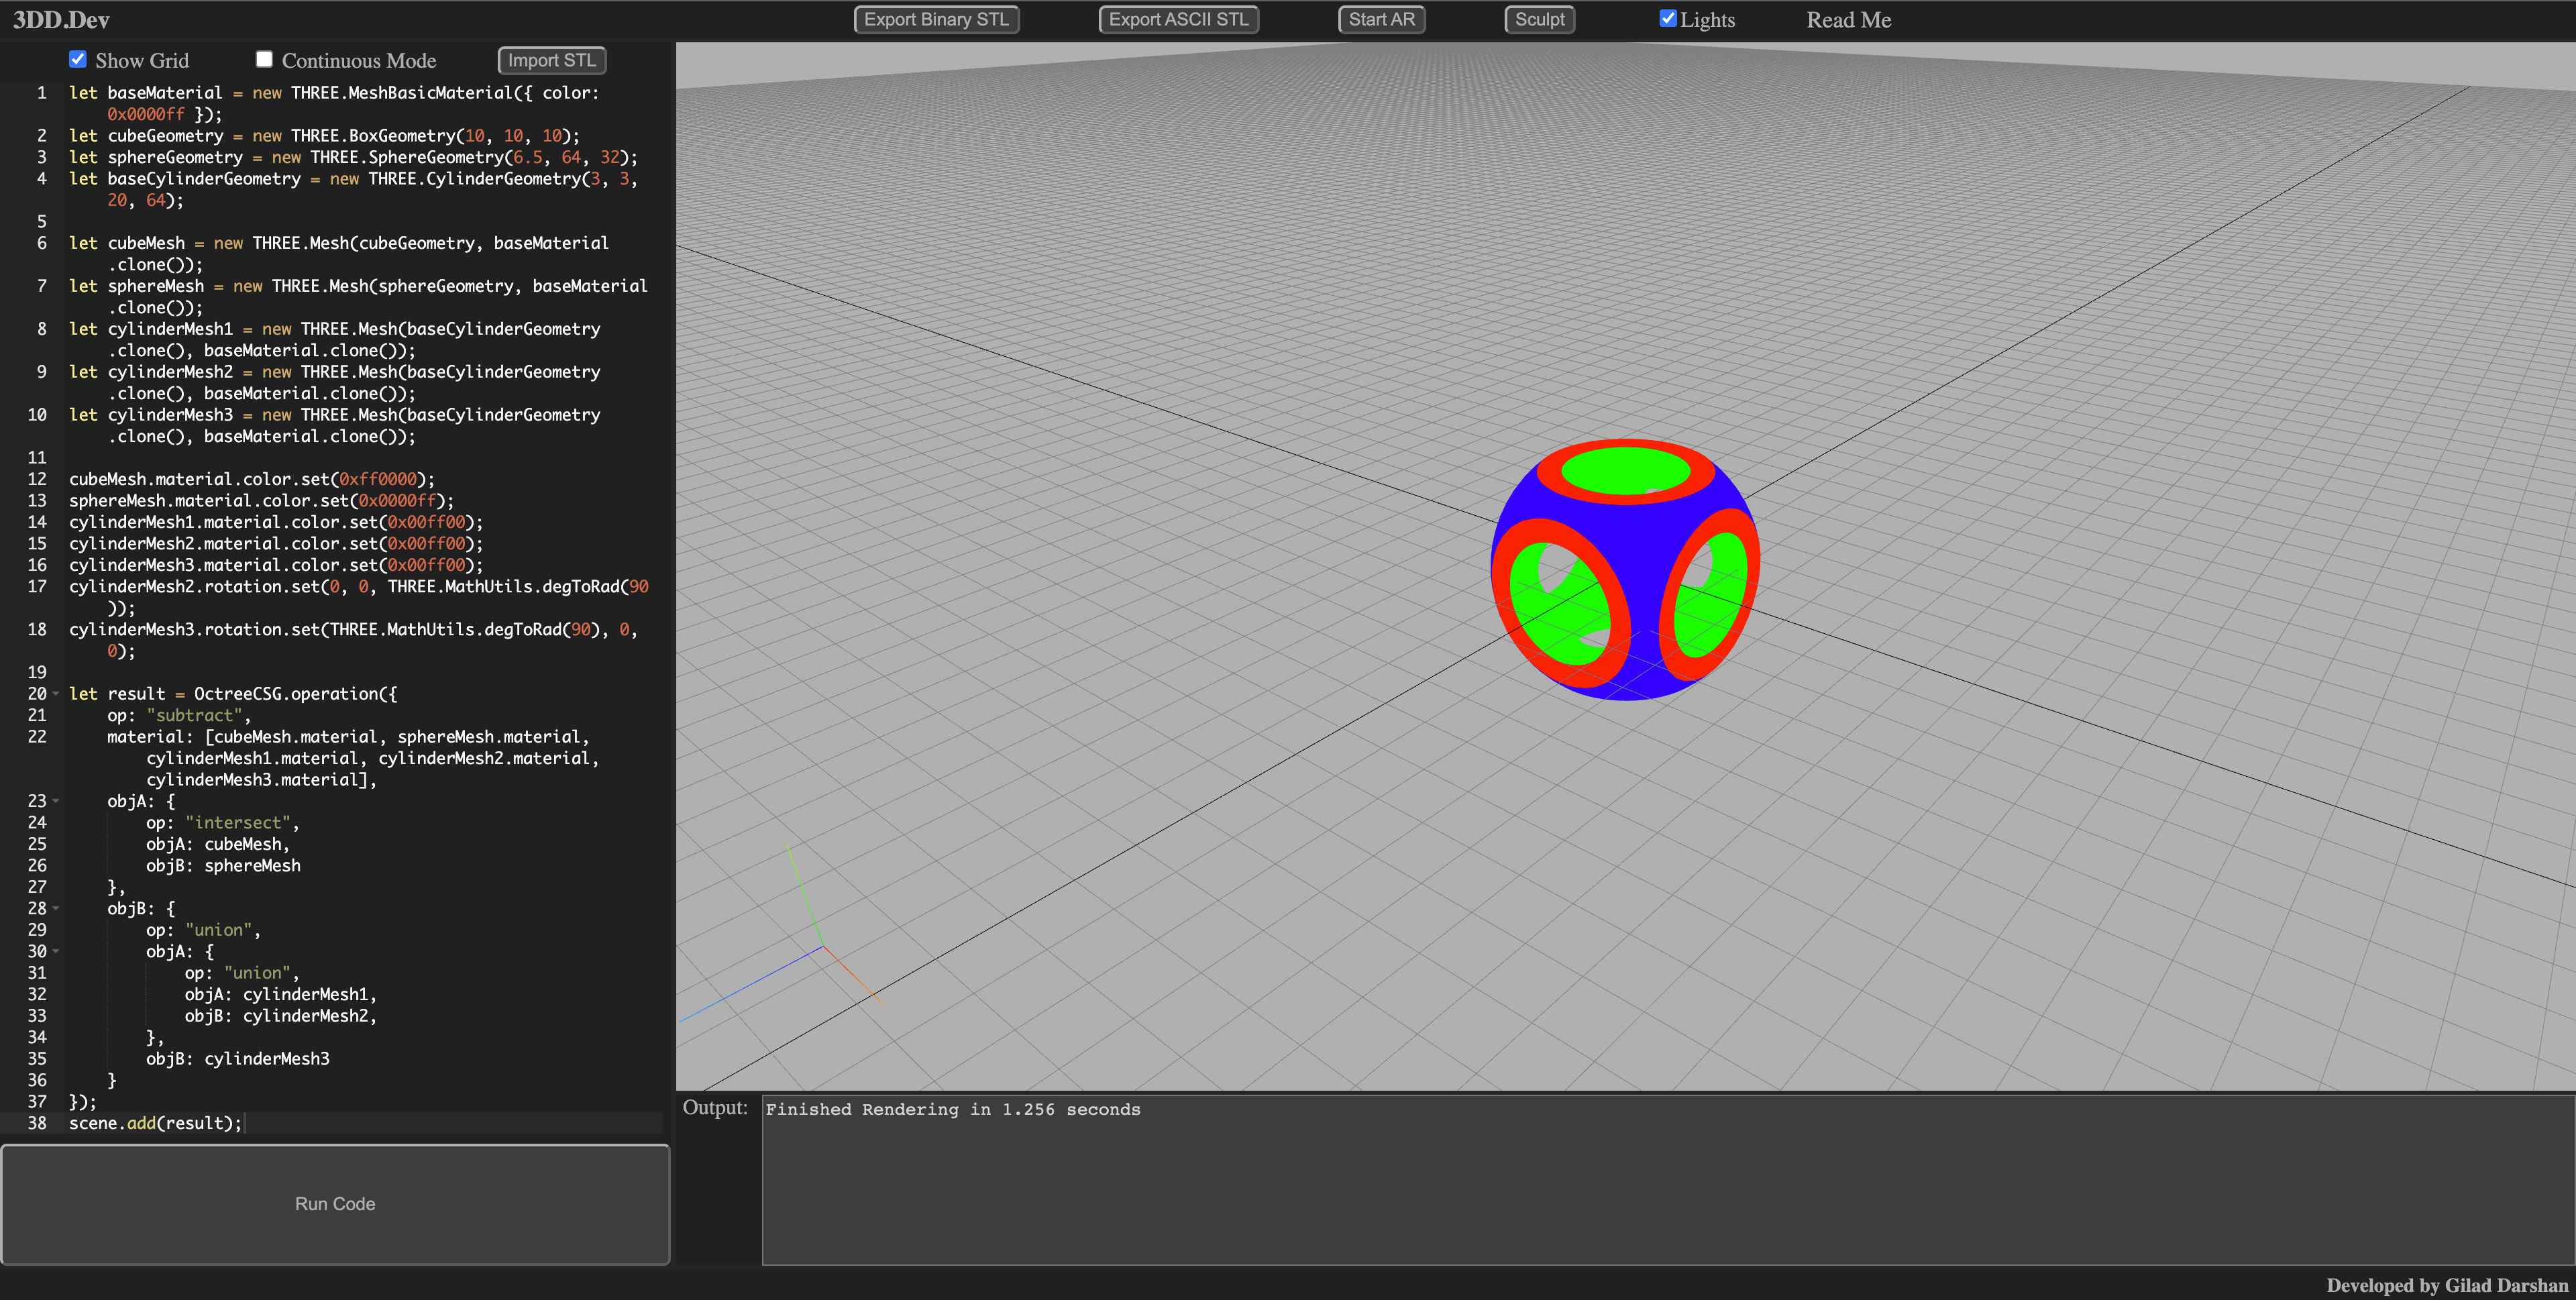 3DD.Dev
Export Binary STL
Export ASCII STL
Start AR
Sculpt
Lights
Read Me
Show Grid
Continuous Mode
Import STL
1 let baseMaterial = new THREE.MeshBasicMaterial({ color:
0x0000ff });
2 let cubeGeometry = new THREE.BoxGeometry(10, 10, 10);
3 let sphereGeometry = new THREE.SphereGeometry(6.5, 64, 32);
4 let baseCylinderGeometry = new THREE.CylinderGeometry(3, 3,
20, 64);
5
6 let cubeMesh = new THREE.Mesh(cubeGeometry, baseMaterial
.clone());
7 let sphereMesh = new THREE.Mesh(sphereGeometry, baseMaterial
.clone());
8 let cylinderMesh1 = new THREE.Mesh(baseCylinderGeometry
.clone(), baseMaterial.clone());
9 let cylinderMesh2 = new THREE.Mesh(baseCylinderGeometry
.clone(), baseMaterial.clone());
10 let cylinderMesh3 = new THREE.Mesh(baseCylinderGeometry
.clone(), baseMaterial.clone());
11
12 cubeMesh.material.color.set(0xff0000);
13 sphereMesh.material.color.set(0x0000ff);
14 cylinderMesh1.material.color.set(0x00ff00);
15 cylinderMesh2.material.color.set(0x00ff00);
16 cylinderMesh3.material.color.set(0x00ff00);
17 cylinderMesh2.rotation.set(0, 0, THREE.MathUtils.degToRad(90
));
18 cylinderMesh3.rotation.set(THREE.MathUtils.degToRad(90), 0,
0);
19
20 let result = OctreeCSG.operation({
21 op: "subtract",
22 material: [cubeMesh.material, sphereMesh.material,
cylinderMesh1.material, cylinderMesh2.material,
cylinderMesh3.material],
23 objA: {
24 op: "intersect",
25 objA: cubeMesh,
26 objB: sphereMesh
27 },
28 objB: {
29 op: "union",
30 objA: {
31 op: "union",
32 objA: cylinderMesh1,
33 objB: cylinderMesh2,
34 },
35 objB: cylinderMesh3
36 }
37 });
38 scene.add(result);
Run Code
Output:
Finished Rendering in 1.256 seconds
Developed by Gilad Darshan